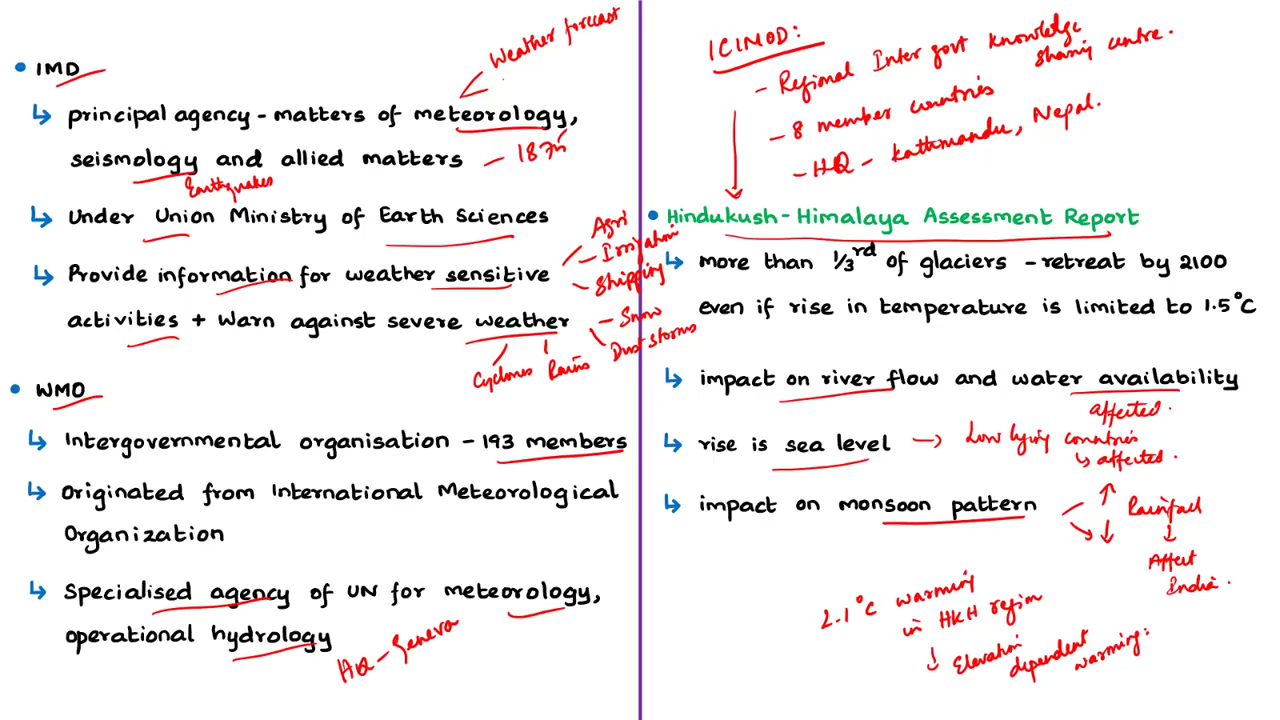 Weather forecast
• IMD
↳ principal agency - matters of meteorology,
seismology and allied matters - 1875
Earthquakes
↳ Under Union Ministry of Earth Sciences
↳ Provide information for weather sensitive
activities + Warn against severe weather
Agri
- Irrigation
Shipping
- Snow
Dust storms
Cyclones Rains
• WMO
↳ Intergovernmental organisation - 193 members
↳ Originated from International Meteorological
Organization
↳ Specialised agency of UN for meteorology,
operational hydrology
HQ - Geneva
ICIMOD:
- Regional Inter govt knowledge
sharing centre.
- 8 member countries
- HQ - Kathmandu, Nepal.
• Hindukush-Himalaya Assessment Report
↳ more than 1/3rd of glaciers - retreat by 2100
even if rise in temperature is limited to 1.5°C
↳ impact on river flow and water availability
affected.
↳ rise is sea level → Low lying countries
↳ affected.
↳ impact on monsoon pattern
↑ Rainfall
↓ ↓
Affect
India.
2.1°C warming
in HKH region
↓ Elevation
dependent
warming: